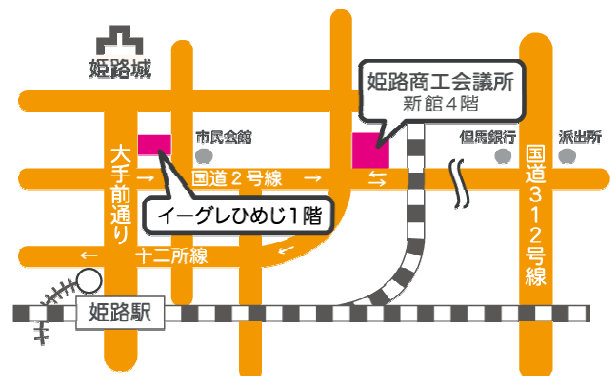 姫路城
姫路商工会議所
新館4階
市民会館
但馬銀行
派出所
大手前通り
→ 国道2号線 → ⇆
国道312号線
イーグレひめじ1階
← 十二所線 ←
姫路駅